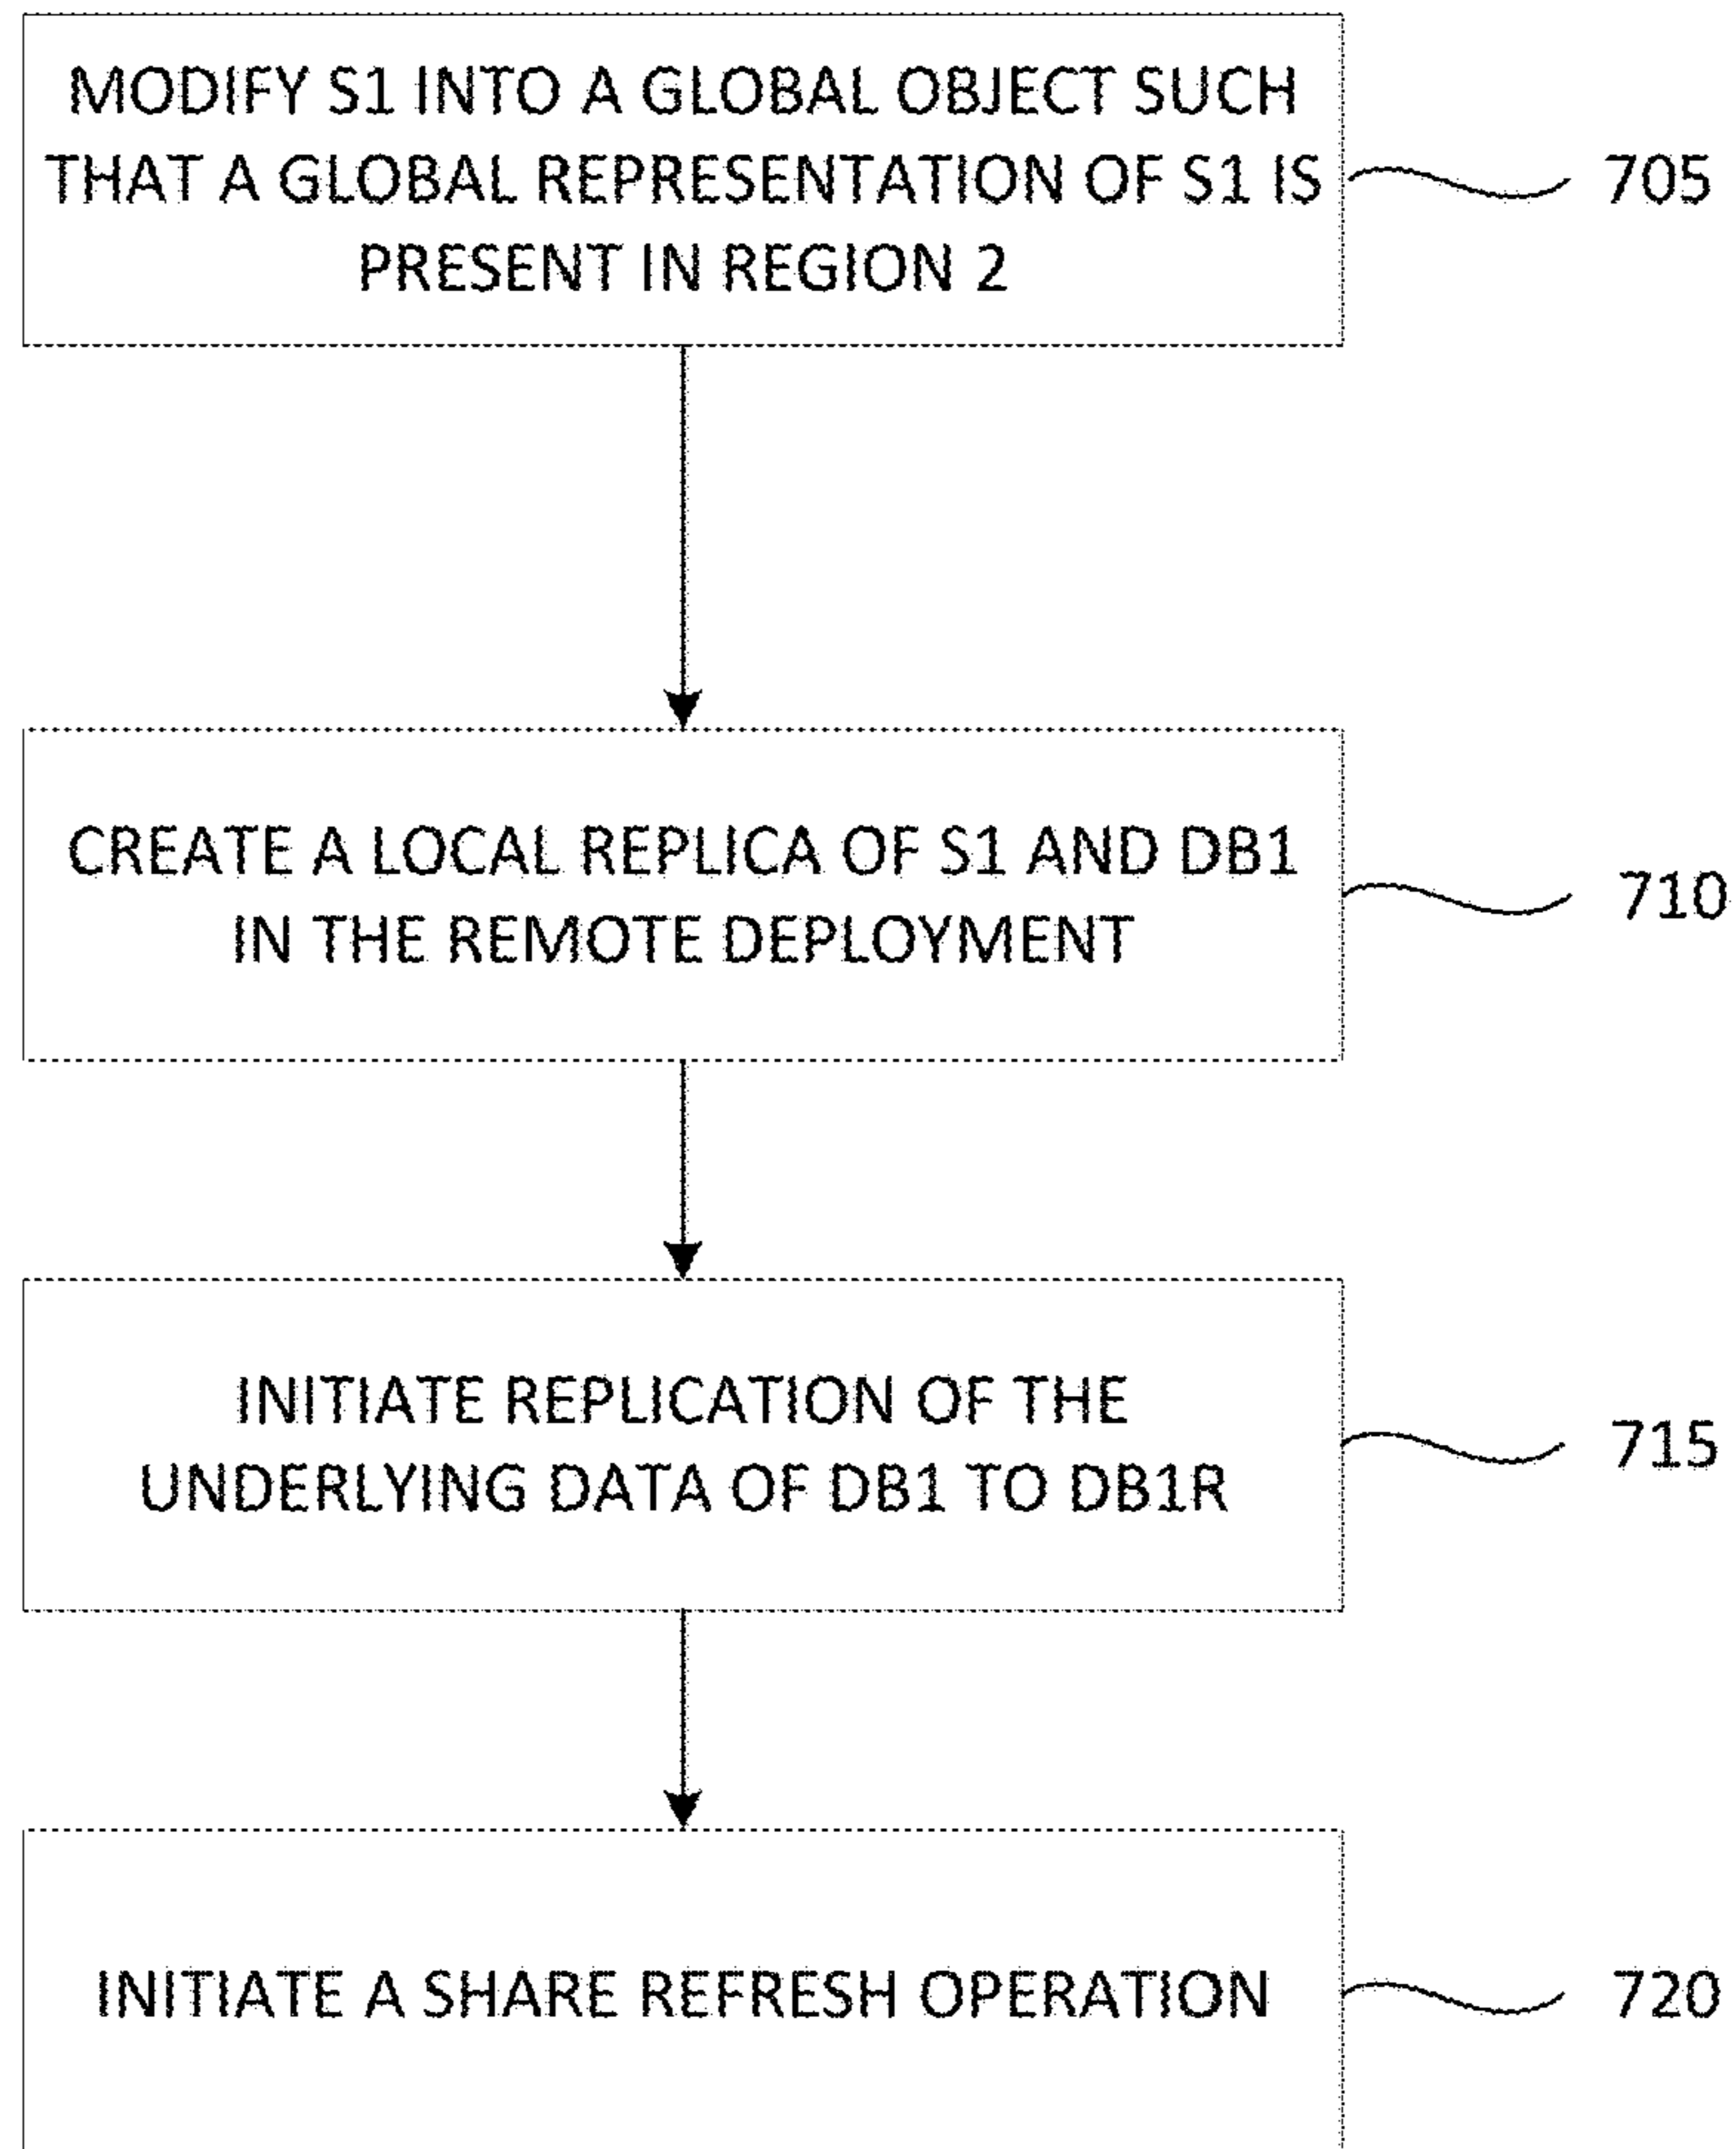 MODIFY S1 INTO A GLOBAL OBJECT SUCH
THAT A GLOBAL REPRESENTATION OF S1 IS
PRESENT IN REGION 2
705
CREATE A LOCAL REPLICA OF S1 AND DB1
IN THE REMOTE DEPLOYMENT
710
INITIATE REPLICATION OF THE
UNDERLYING DATA OF DB1 TO DB1R
715
INITIATE A SHARE REFRESH OPERATION
720